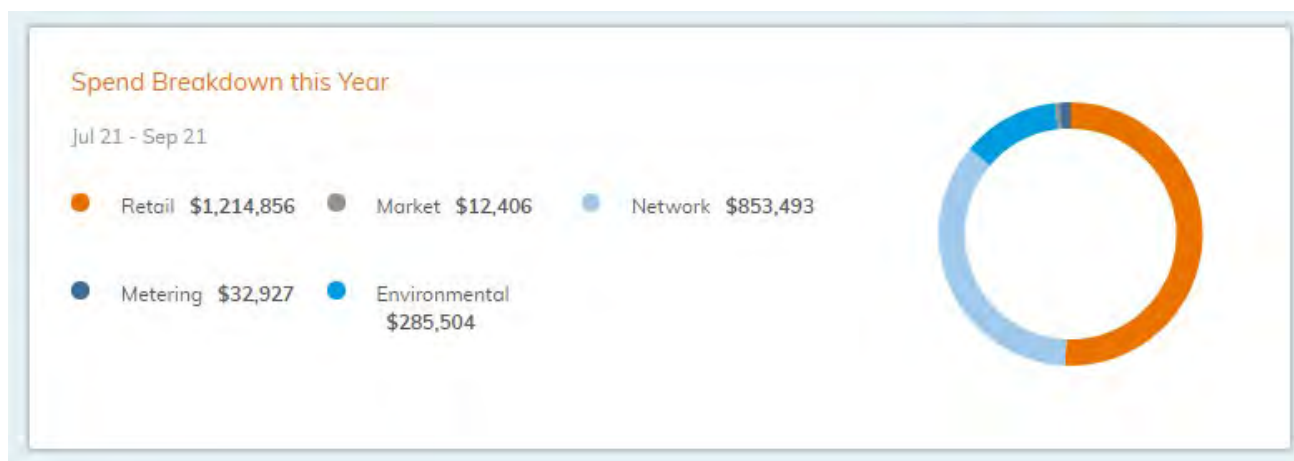 Spend Breakdown this Year
Jul 21 - Sep 21
Retail $1,214,856 Market $12,406 Network $853,493
Metering $32,927 Environmental
$285,504